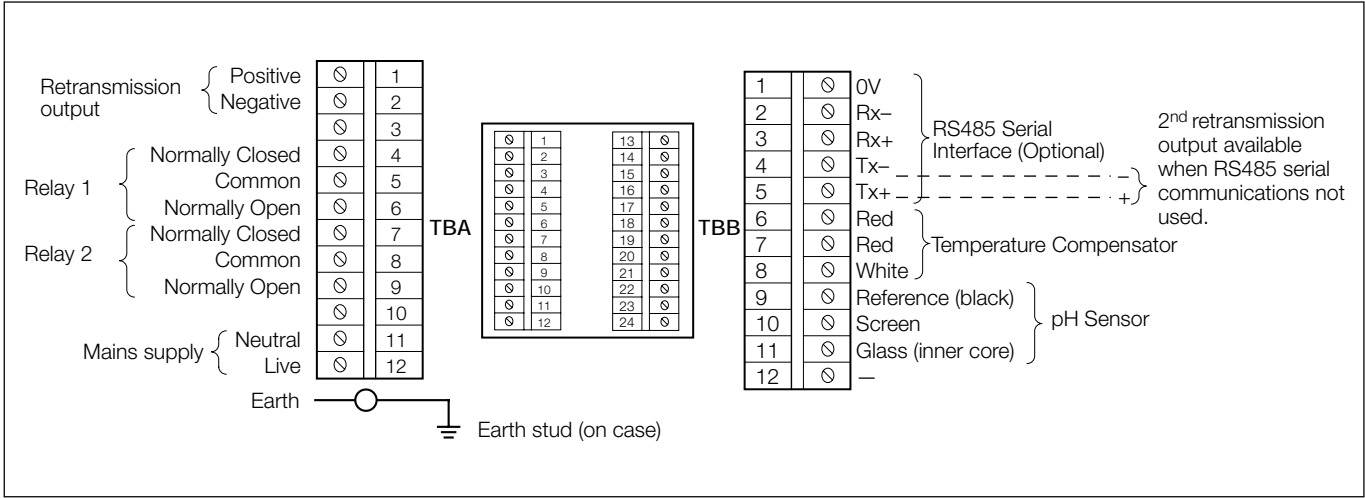 Retransmission
output
Positive
Negative
Relay 1
Normally Closed
Common
Normally Open
Relay 2
Normally Closed
Common
Normally Open
Mains supply
Neutral
Live
Earth
Earth stud (on case)
1
2
3
4
5
6
7
8
9
10
11
12
TBA
1
2
3
4
5
6
7
8
9
10
11
12
13
14
15
16
17
18
19
20
21
22
23
24
TBB
1 0V
2 Rx–
3 Rx+
4 Tx–
5 Tx+
6 Red
7 Red
8 White
9 Reference (black)
10 Screen
11 Glass (inner core)
12 —
RS485 Serial
Interface (Optional)
–
+
2nd retransmission
output available
when RS485 serial
communications not
used.
Temperature Compensator
pH Sensor